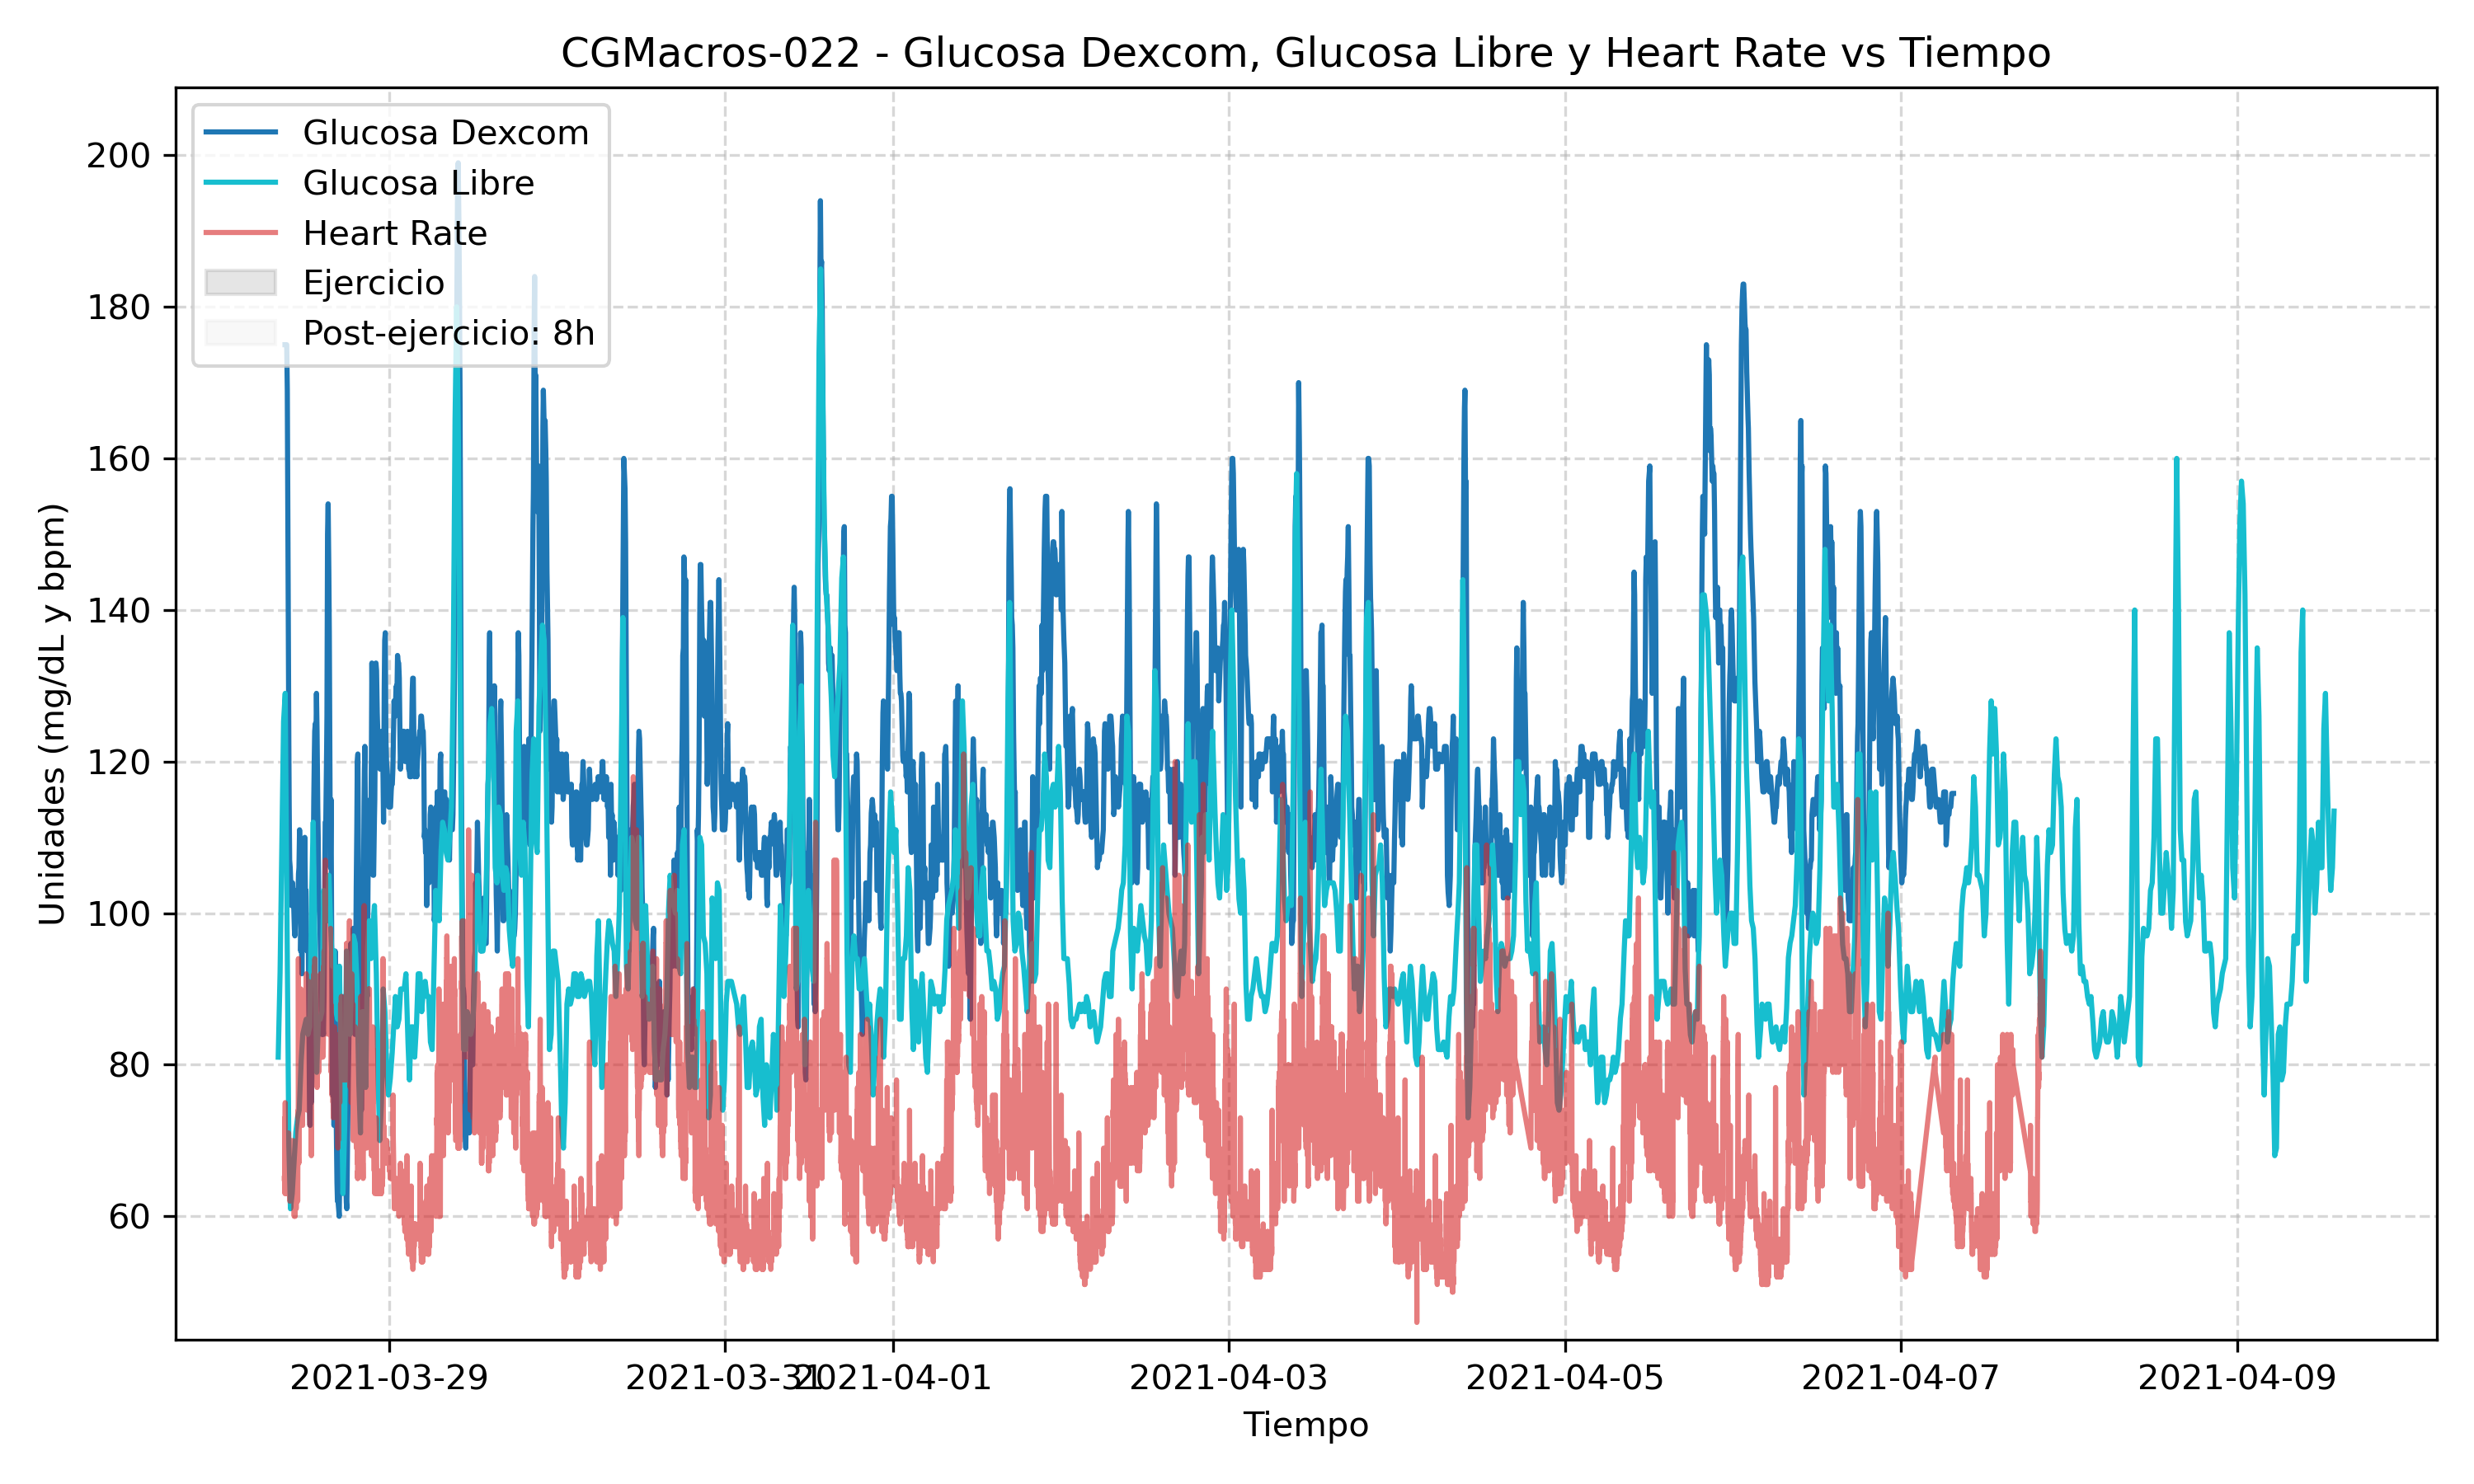 CGMacros-022 - Glucosa Dexcom, Glucosa Libre y Heart Rate vs Tiempo
Glucosa Dexcom
Glucosa Libre
Heart Rate
Ejercicio
Post-ejercicio: 8h
Unidades (mg/dL y bpm)
200
180
160
140
120
100
80
60
2021-03-29
2021-03-31
2021-04-01
2021-04-03
2021-04-05
2021-04-07
2021-04-09
Tiempo